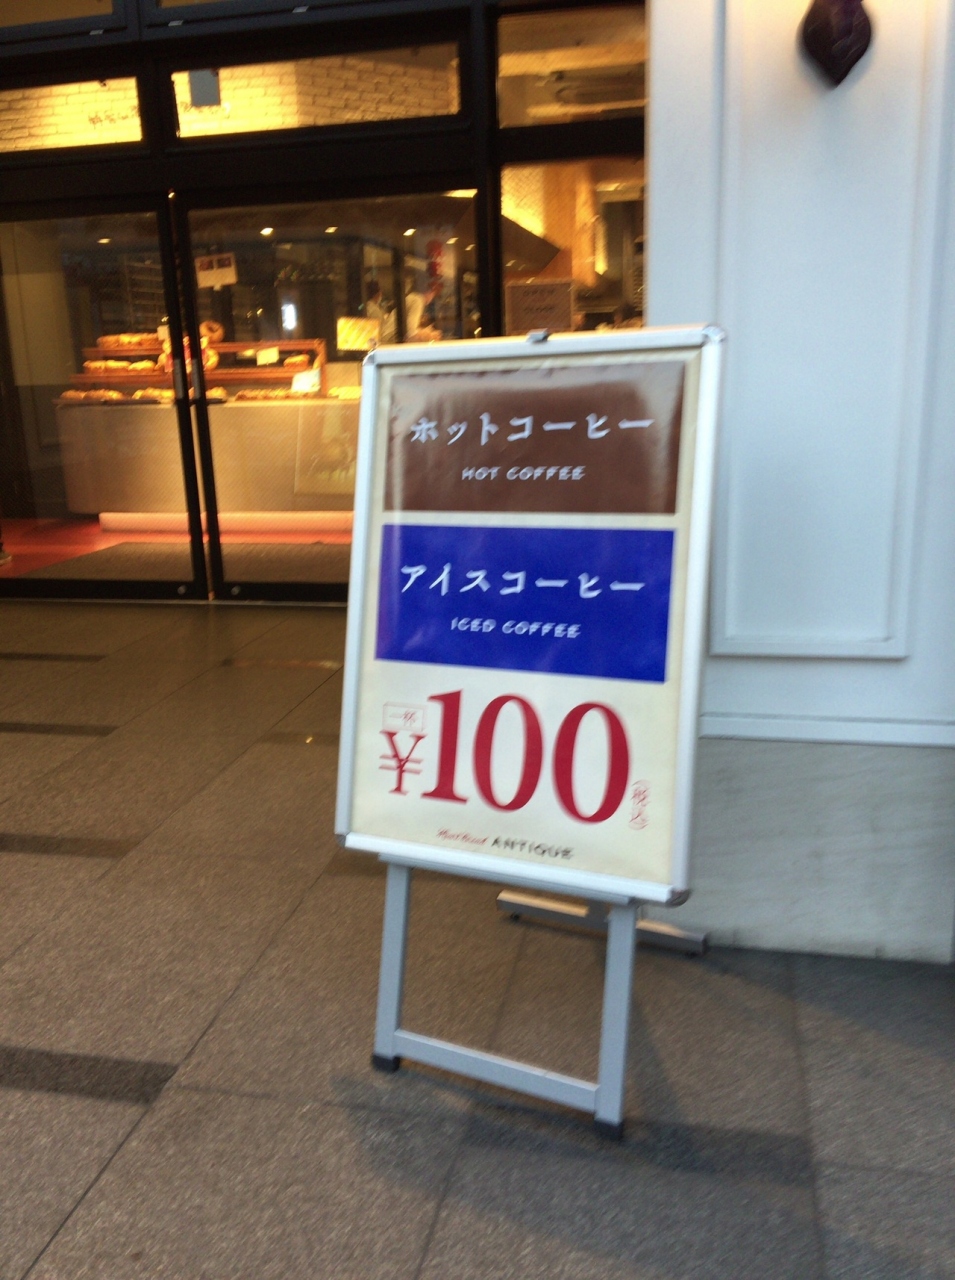 ホットコーヒー
HOT COFFEE
アイスコーヒー
ICED COFFEE
一杯
¥100
(税込)
ANTIQUE